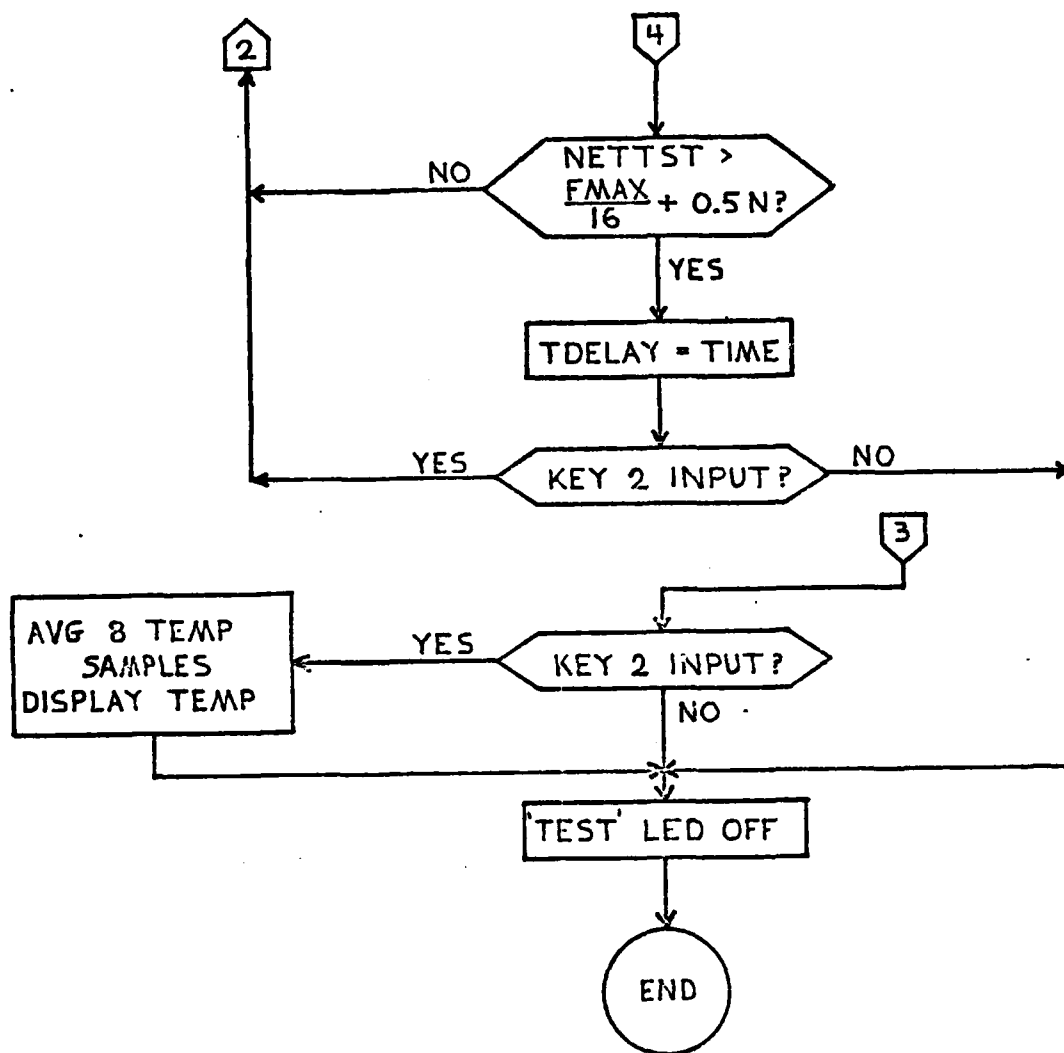 2
4
NO
NETTST >
FMAX
16
+ 0.5 N?
YES
TDELAY = TIME
YES
KEY 2 INPUT?
NO
3
AVG 8 TEMP
SAMPLES
DISPLAY TEMP
YES
KEY 2 INPUT?
NO
'TEST' LED OFF
END